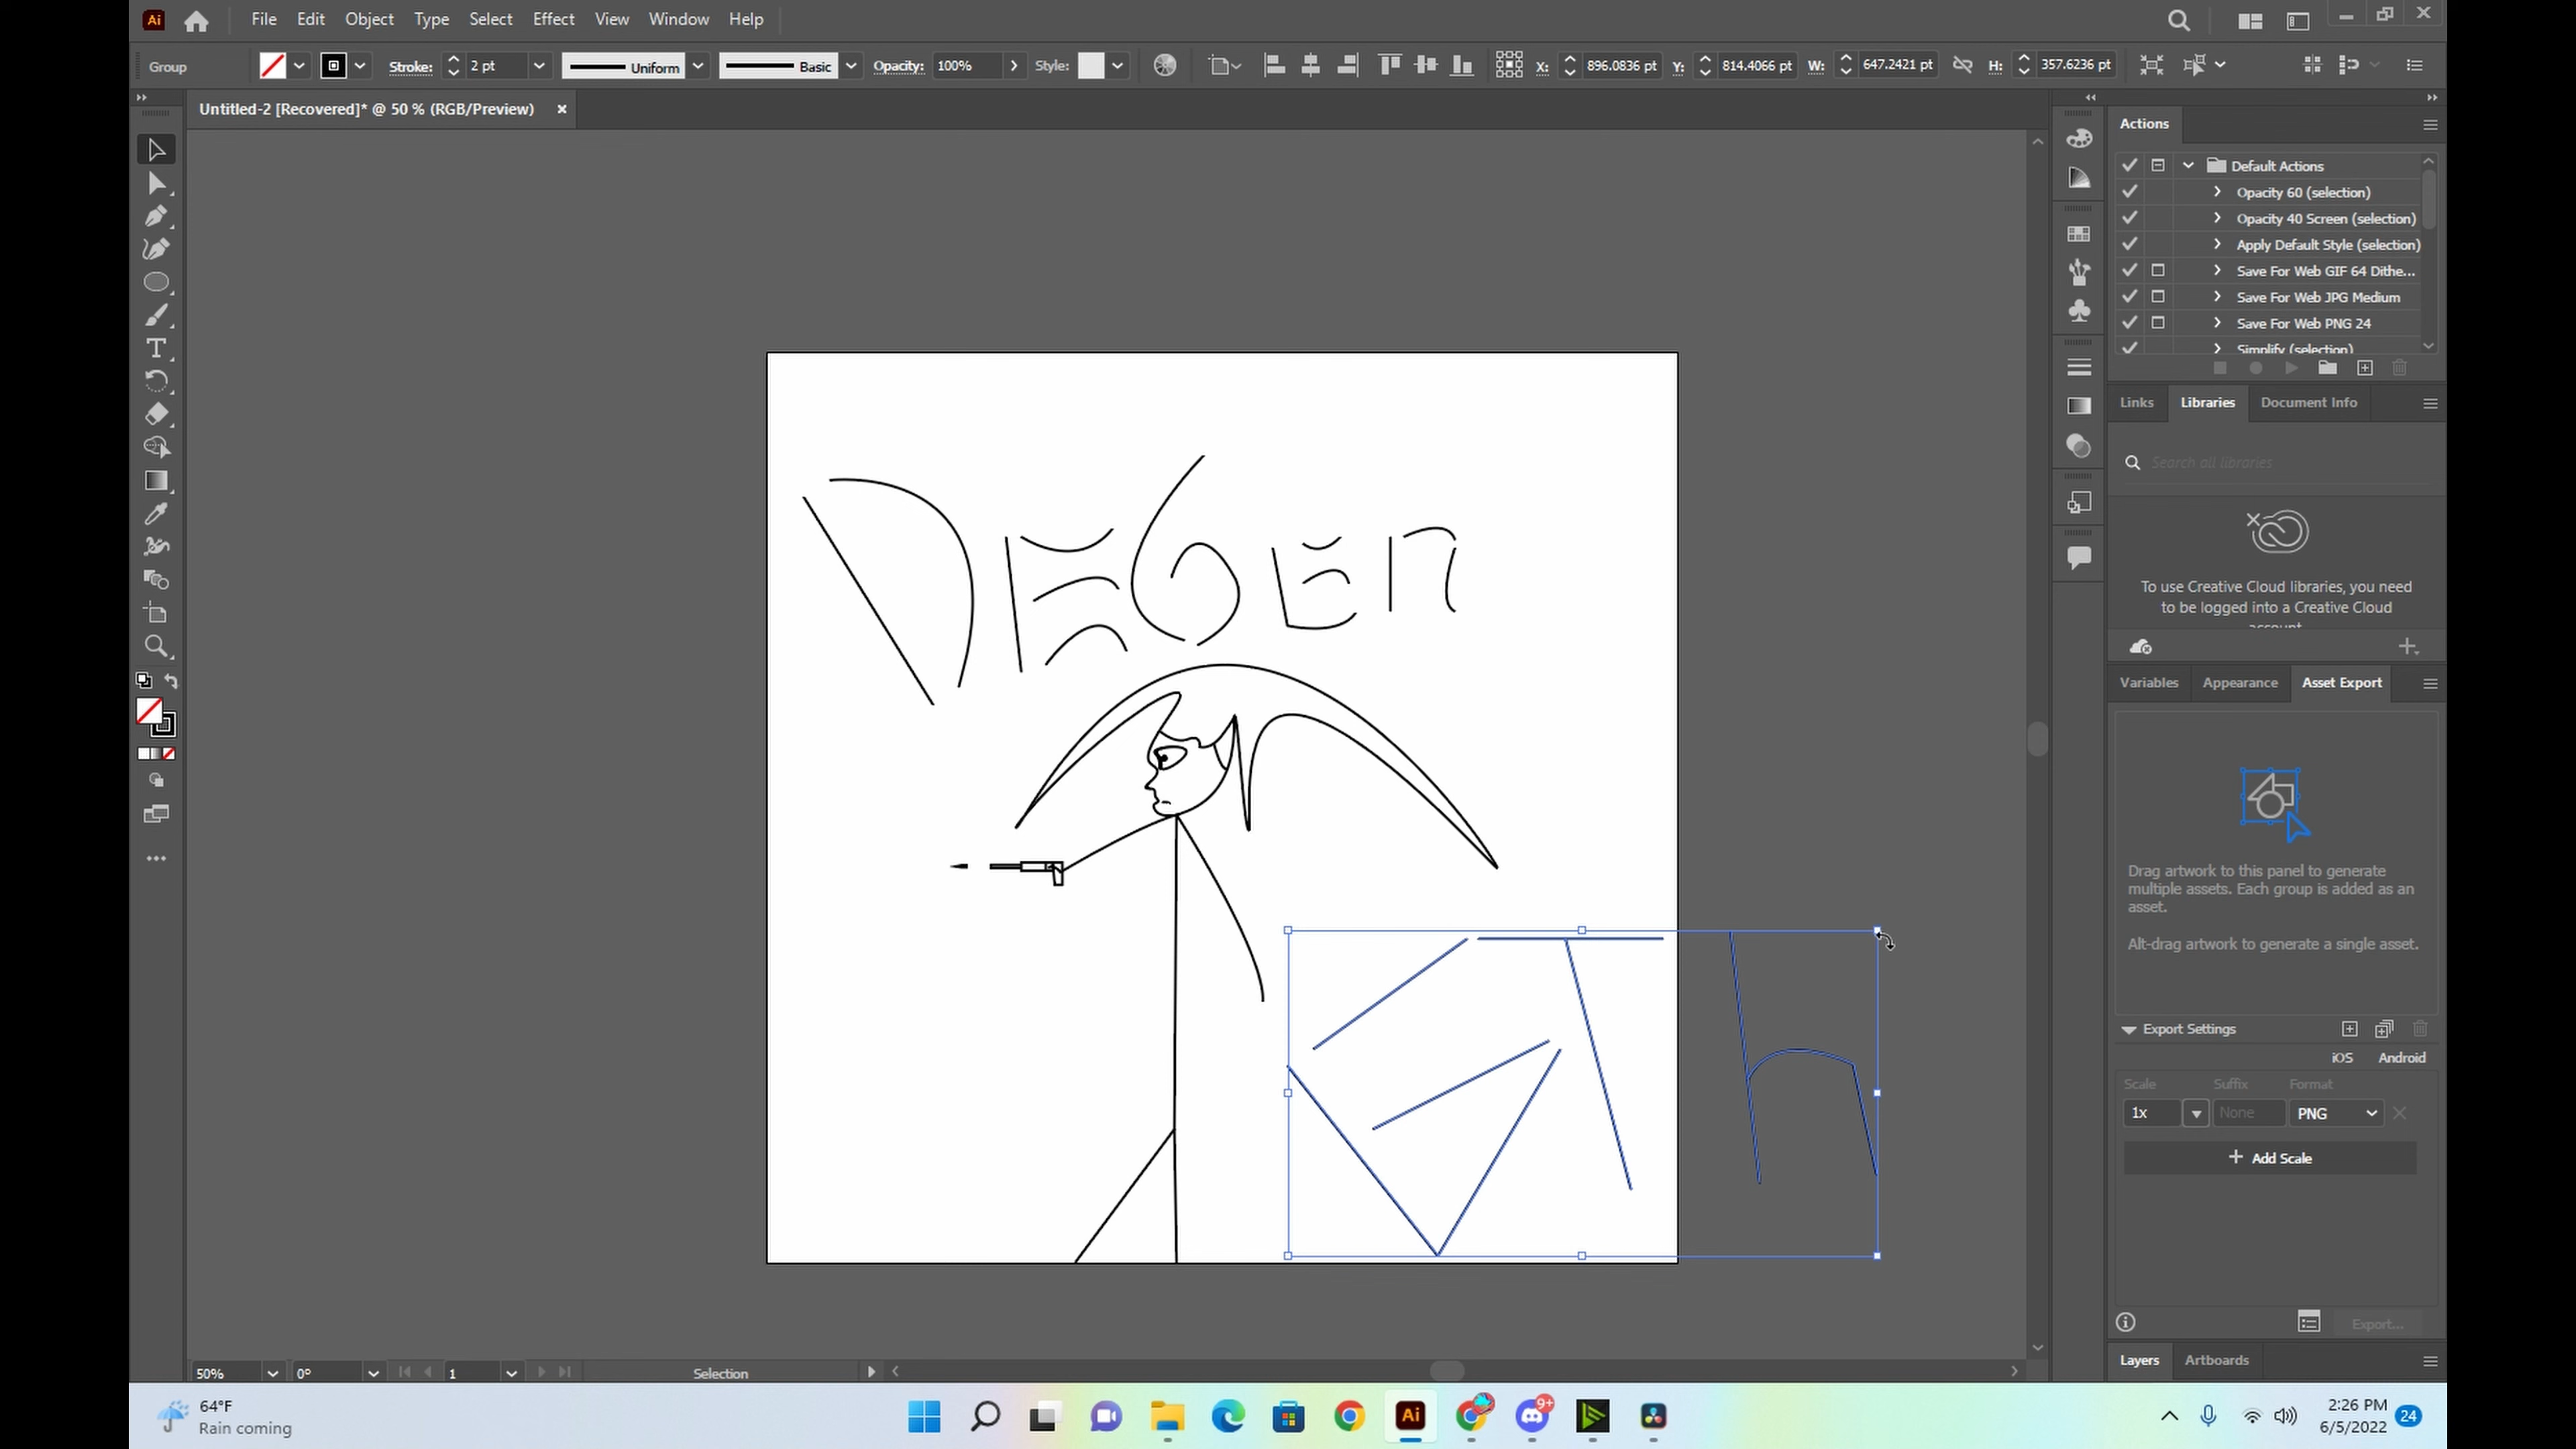 Ai File Edit Object Type Select Effect View Window Help
Group Stroke: 2 pt Uniform Basic Opacity: 100% Style: X: 896.0836 pt Y: 814.4066 pt W: 647.2421 pt H: 357.6236 pt
Untitled-2 [Recovered]* @ 50 % (RGB/Preview)
Actions
Default Actions
Opacity 60 (selection)
Opacity 40 Screen (selection)
Apply Default Style (selection)
Save For Web GIF 64 Dithe...
Save For Web JPG Medium
Save For Web PNG 24
Simplify (selection)
Links Libraries Document Info
Search all libraries
To use Creative Cloud libraries, you need
to be logged into a Creative Cloud
account
Variables Appearance Asset Export
Drag artwork to this panel to generate
multiple assets. Each group is added as an
asset.
Alt-drag artwork to generate a single asset.
Export Settings
iOS Android
Scale Suffix Format
1x None PNG
+ Add Scale
Export...
Layers Artboards
DEGEn
ETh
50% 0° 1 Selection
64°F
Rain coming
Ai
9+
2:26 PM
6/5/2022
24